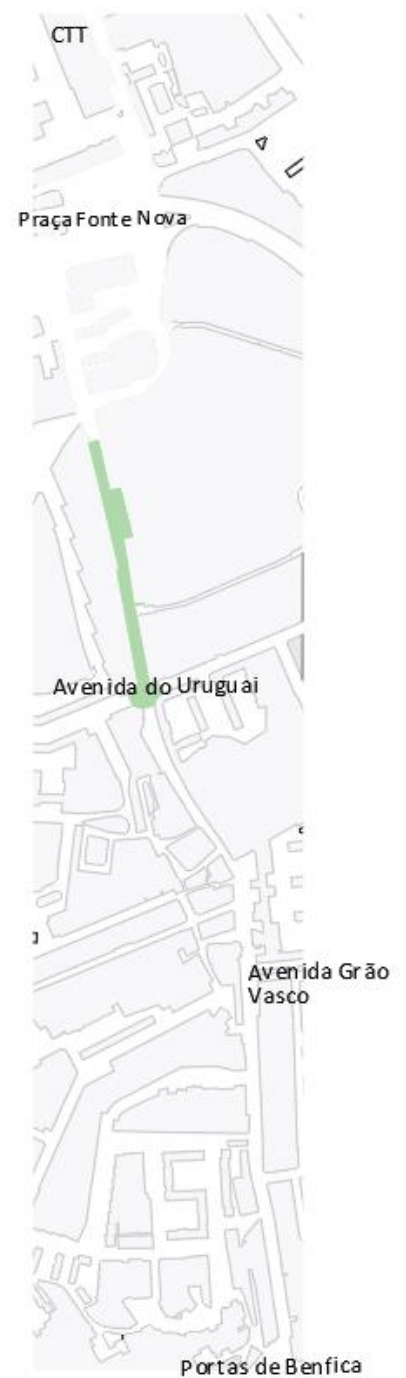 CTT
Praça Fonte Nova
Avenida do Uruguai
Avenida Grão
Vasco
Portas de Benfica